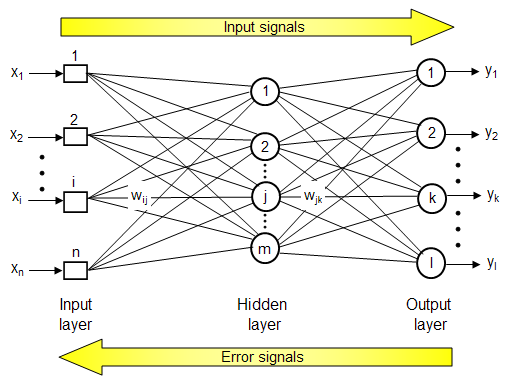 Input signals
1
x1
2
x2
i
xi
n
xn
wij
1
2
j
m
wjk
1
y1
2
y2
k
yk
l
yl
Input
layer
Hidden
layer
Output
layer
Error signals